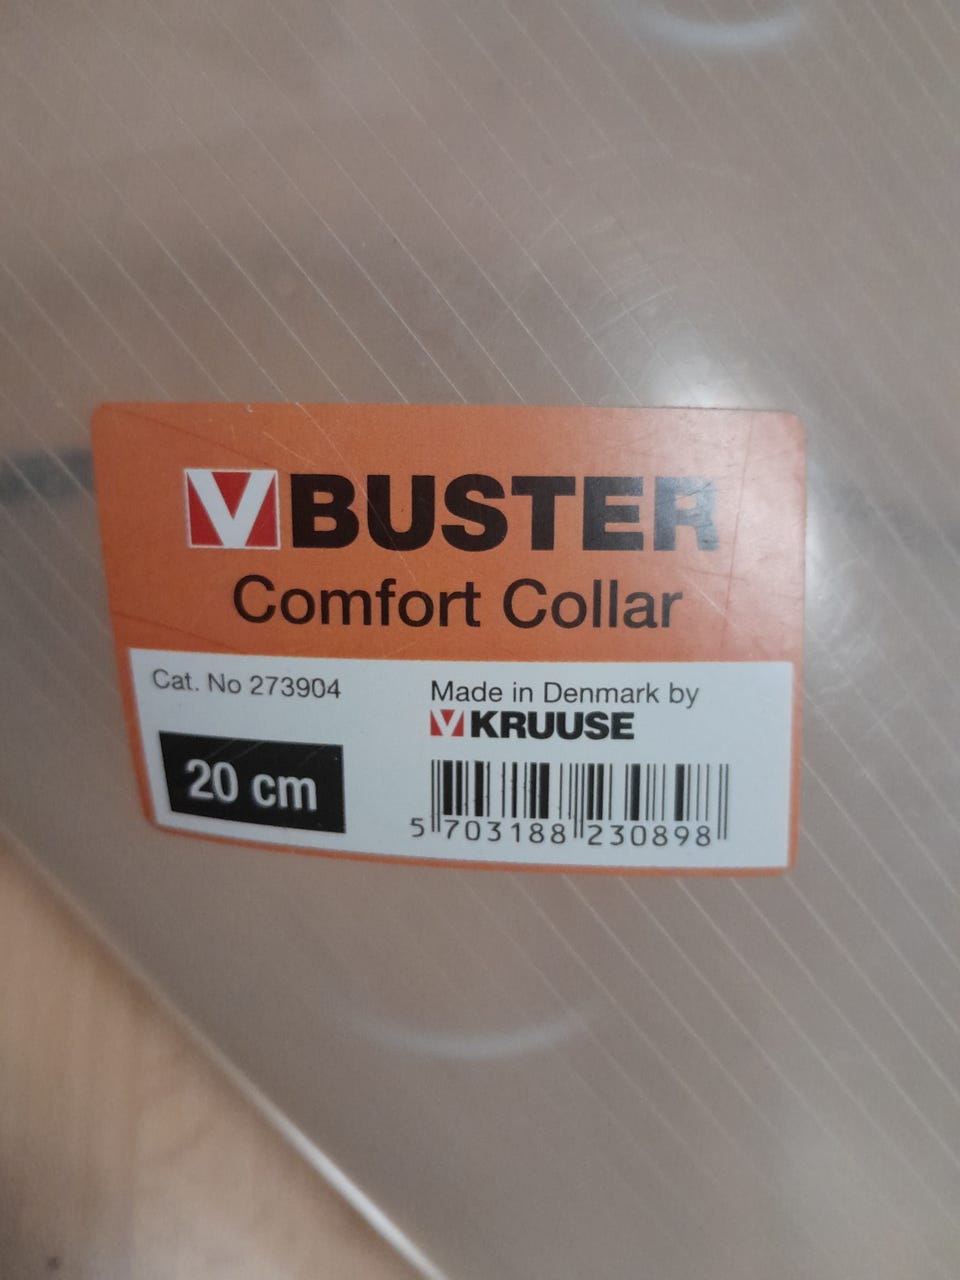 V BUSTER
Comfort Collar
Cat. No 273904
20 cm
Made in Denmark by
V KRUUSE
5 703188 230898